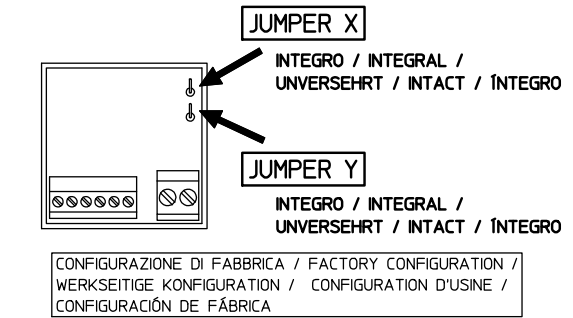 JUMPER X
INTEGRO / INTEGRAL /
UNVERSEHRT / INTACT / ÍNTEGRO
JUMPER Y
INTEGRO / INTEGRAL /
UNVERSEHRT / INTACT / ÍNTEGRO
CONFIGURAZIONE DI FABBRICA / FACTORY CONFIGURATION /
WERKSEITIGE KONFIGURATION / CONFIGURATION D'USINE /
CONFIGURACIÓN DE FÁBRICA